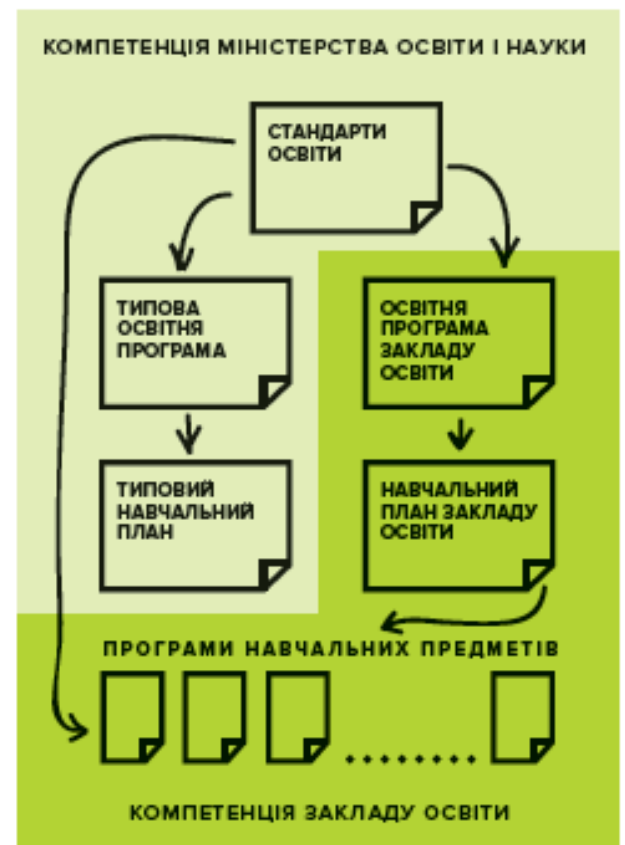 КОМПЕТЕНЦІЯ МІНІСТЕРСТВА ОСВІТИ І НАУКИ
СТАНДАРТИ
ОСВІТИ
ТИПОВА
ОСВІТНЯ
ПРОГРАМА
ОСВІТНЯ
ПРОГРАМА
ЗАКЛАДУ
ОСВІТИ
ТИПОВИЙ
НАВЧАЛЬНИЙ
ПЛАН
НАВЧАЛЬНИЙ
ПЛАН ЗАКЛАДУ
ОСВІТИ
ПРОГРАМИ НАВЧАЛЬНИХ ПРЕДМЕТІВ
КОМПЕТЕНЦІЯ ЗАКЛАДУ ОСВІТИ